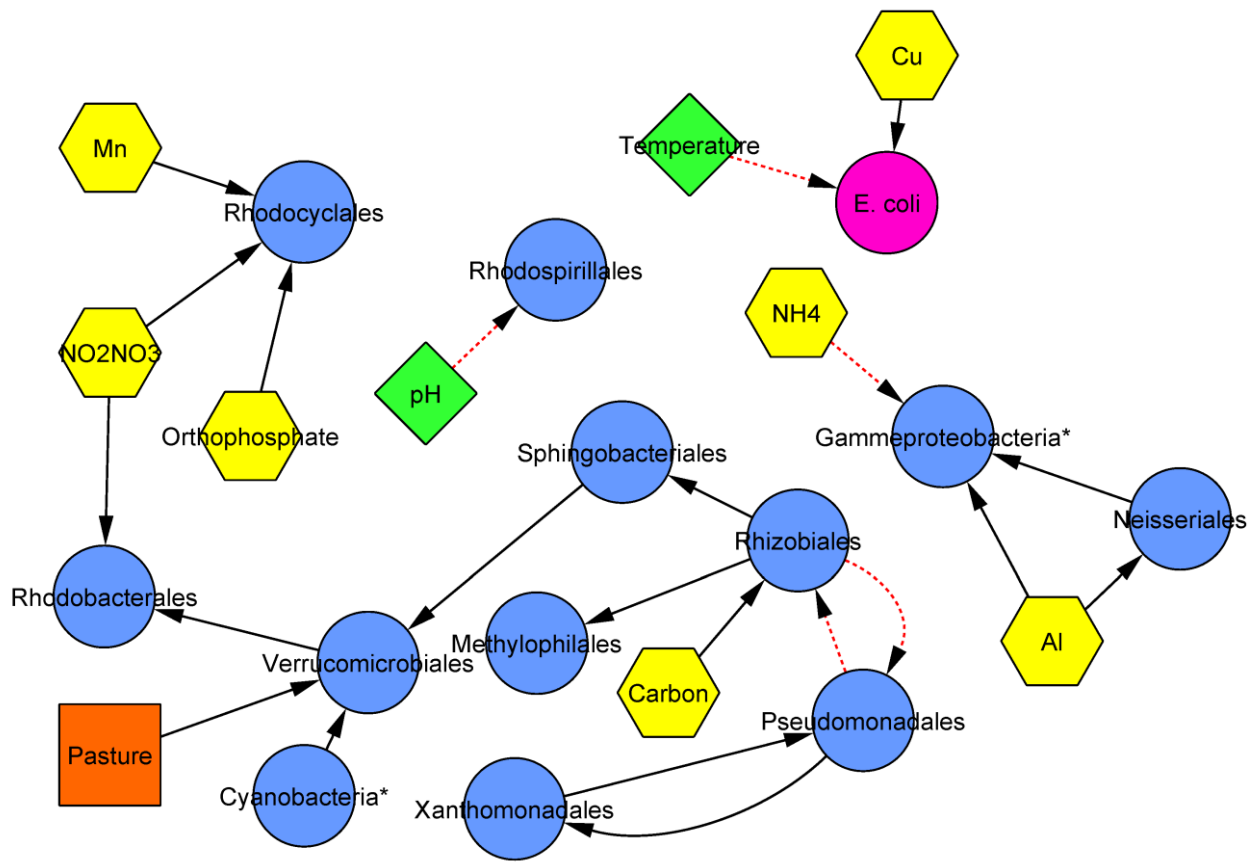 Cu
Mn
Temperature
E. coli
Rhodocyclales
Rhodospirillales
NH4
NO2NO3
pH
Orthophosphate
Gammeproteobacteria*
Sphingobacteriales
Neisseriales
Rhizobiales
Rhodobacterales
Methylophilales
Al
Verrucomicrobiales
Carbon
Pseudomonadales
Pasture
Cyanobacteria*
Xanthomonadales